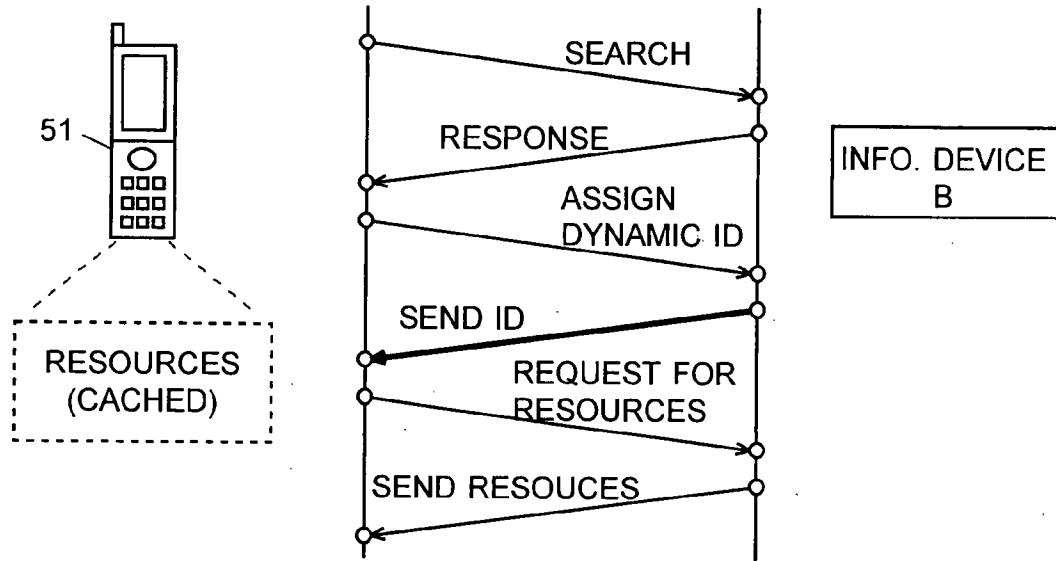 SEARCH
51
RESPONSE
INFO. DEVICE
B
ASSIGN
DYNAMIC ID
SEND ID
RESOURCES
(CACHED)
REQUEST FOR
RESOURCES
SEND RESOUCES